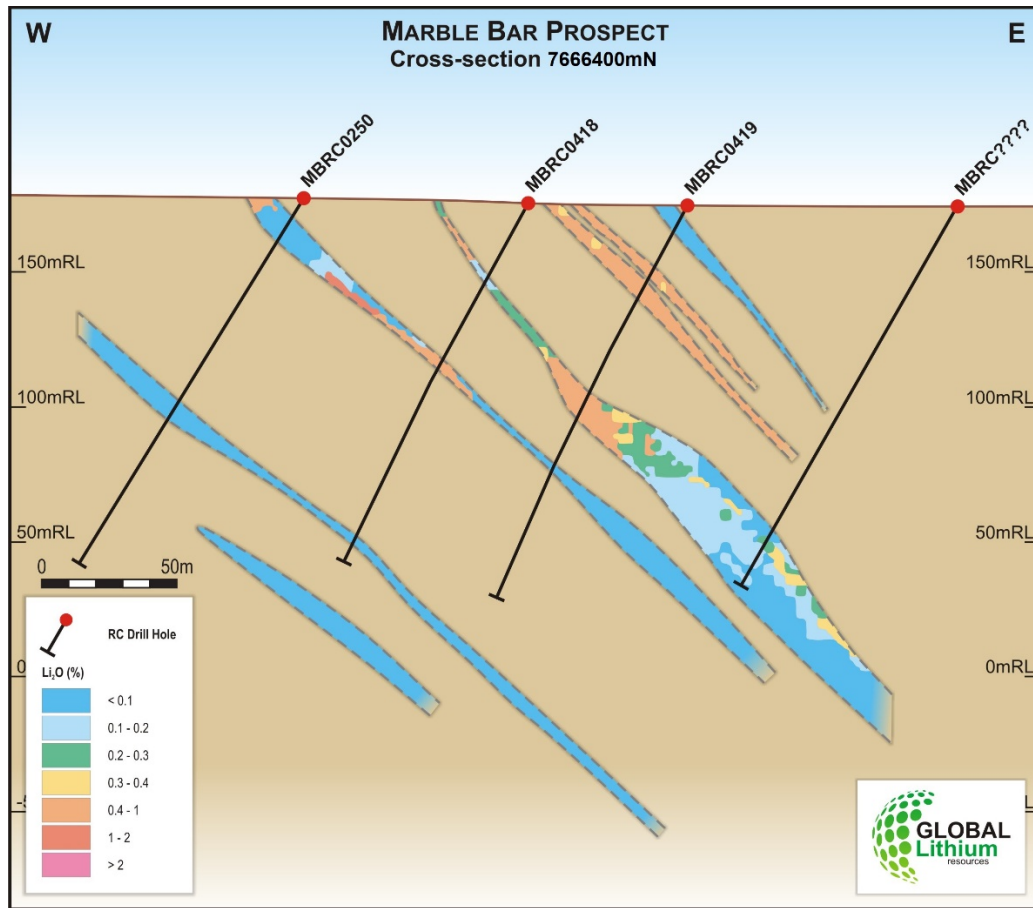 W
MARBLE BAR PROSPECT
E
Cross-section 7666400mN
MBRC0250
MBRC0418
MBRC0419
MBRC????
150mRL
150mRL
100mRL
100mRL
50mRL
50mRL
0 50m
RC Drill Hole
Li₂O (%)
< 0.1
0.1 - 0.2
0.2 - 0.3
0.3 - 0.4
0.4 - 1
1 - 2
> 2
0mRL
GLOBAL
Lithium
resources